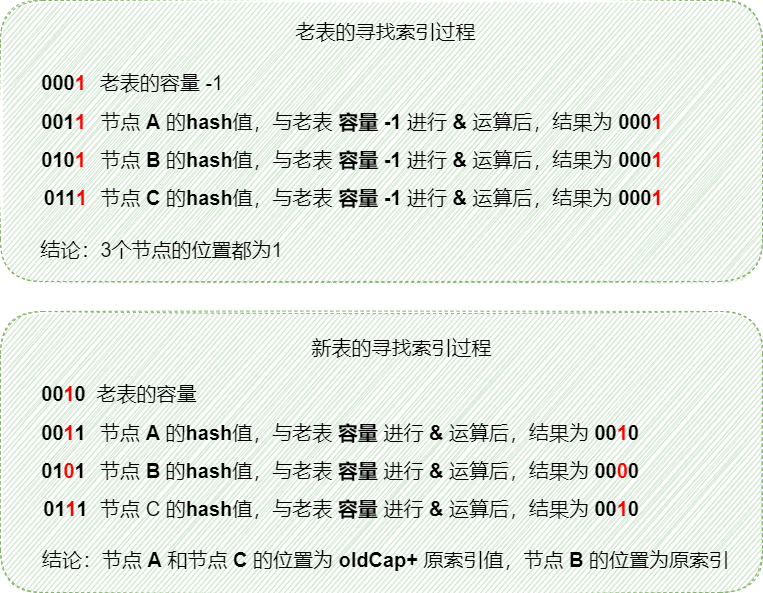 老表的寻找索引过程
0001 老表的容量 -1
0011 节点 A 的hash值，与老表 容量 -1 进行 & 运算后，结果为 0001
0101 节点 B 的hash值，与老表 容量 -1 进行 & 运算后，结果为 0001
0111 节点 C 的hash值，与老表 容量 -1 进行 & 运算后，结果为 0001
结论：3个节点的位置都为1
新表的寻找索引过程
0010 老表的容量
0011 节点 A 的hash值，与老表 容量 进行 & 运算后，结果为 0010
0101 节点 B 的hash值，与老表 容量 进行 & 运算后，结果为 0000
0111 节点 C 的hash值，与老表 容量 进行 & 运算后，结果为 0010
结论：节点 A 和节点 C 的位置为 oldCap+ 原索引值，节点 B 的位置为原索引